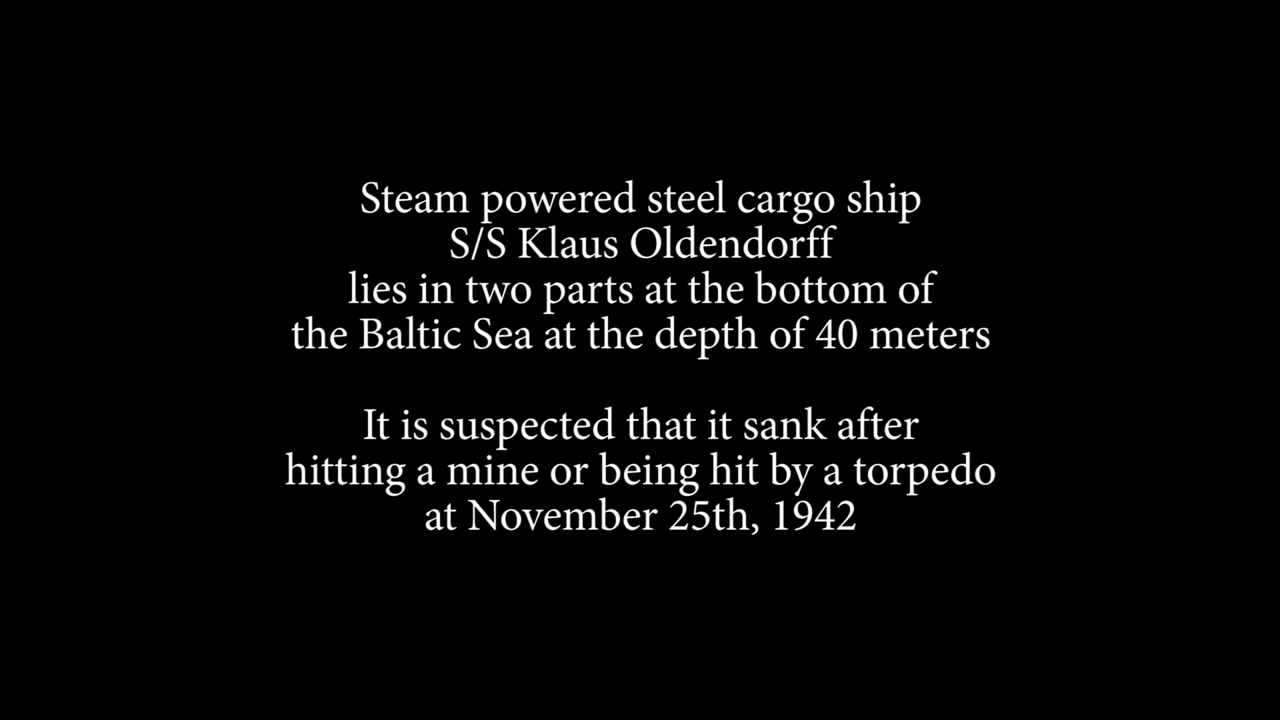 Steam powered steel cargo ship
S/S Klaus Oldendorff
lies in two parts at the bottom of
the Baltic Sea at the depth of 40 meters
It is suspected that it sank after
hitting a mine or being hit by a torpedo
at November 25th, 1942